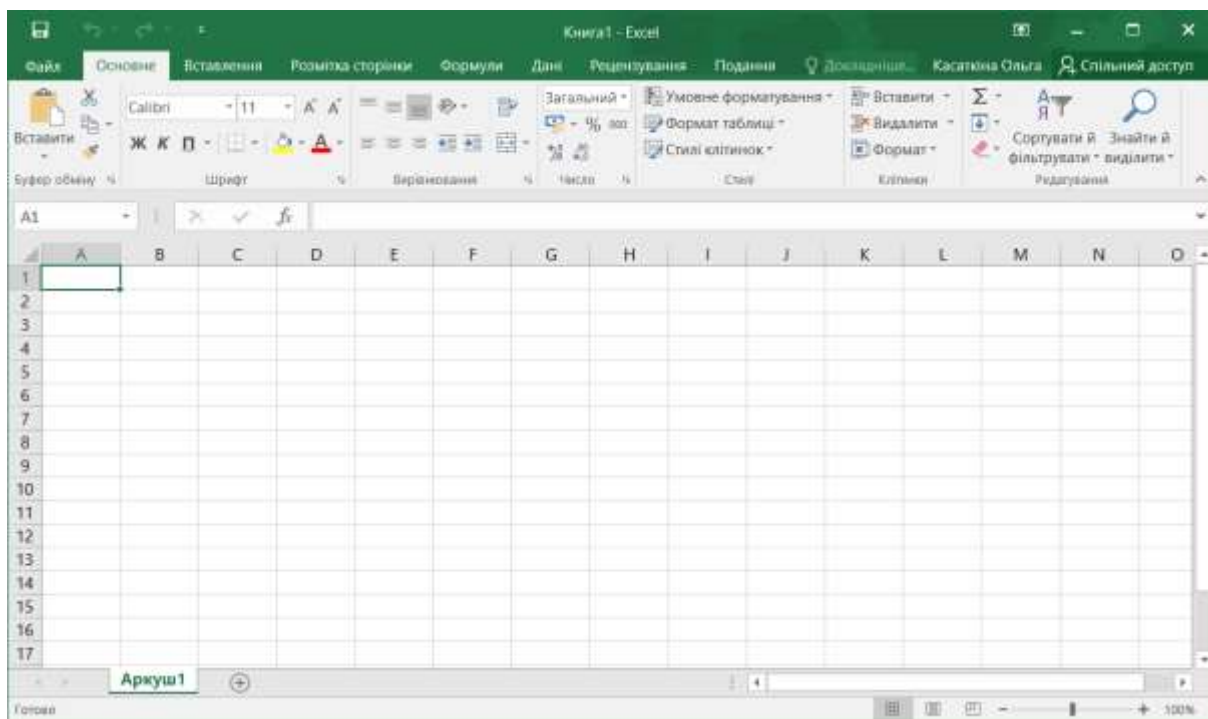 Книга1 - Excel
Файл Основне Вставлення Розмітка сторінки Формули Дані Рецензування Подання Докладніше... Касаткіна Ольга Спільний доступ
Вставити
Calibri 11
Ж К П
Загальний
% 000
Умовне форматування
Формат таблиці
Стилі клітинок
Вставити
Видалити
Формат
Сортувати й фільтрувати
Знайти й виділити
Буфер обміну Шрифт Вирівнювання Число Стилі Клітинки Редагування
A1 fx
A B C D E F G H I J K L M N O
1
2
3
4
5
6
7
8
9
10
11
12
13
14
15
16
17
Аркуш1
Готово 100%